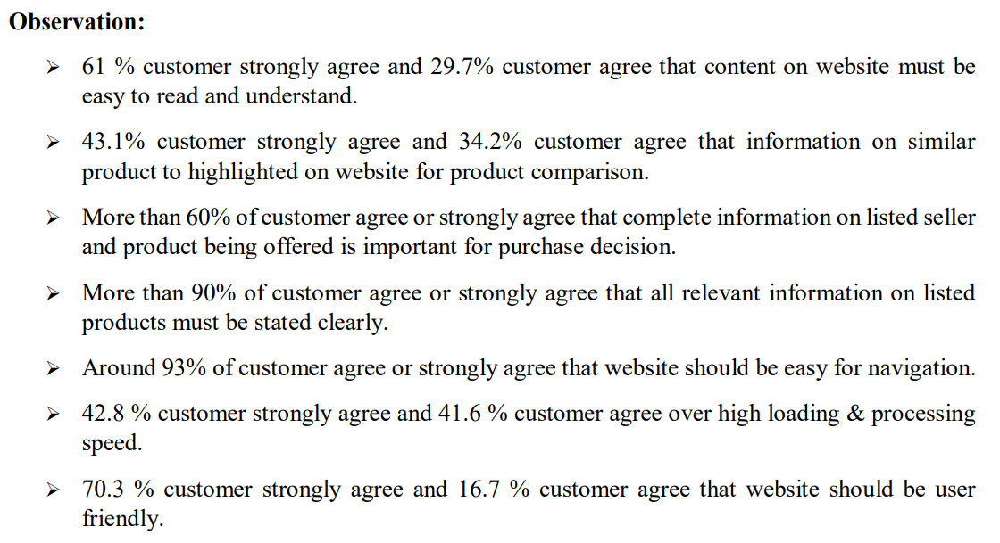 Observation:
➢ 61 % customer strongly agree and 29.7% customer agree that content on website must be
easy to read and understand.
➢ 43.1% customer strongly agree and 34.2% customer agree that information on similar
product to highlighted on website for product comparison.
➢ More than 60% of customer agree or strongly agree that complete information on listed seller
and product being offered is important for purchase decision.
➢ More than 90% of customer agree or strongly agree that all relevant information on listed
products must be stated clearly.
➢ Around 93% of customer agree or strongly agree that website should be easy for navigation.
➢ 42.8 % customer strongly agree and 41.6 % customer agree over high loading & processing
speed.
➢ 70.3 % customer strongly agree and 16.7 % customer agree that website should be user
friendly.